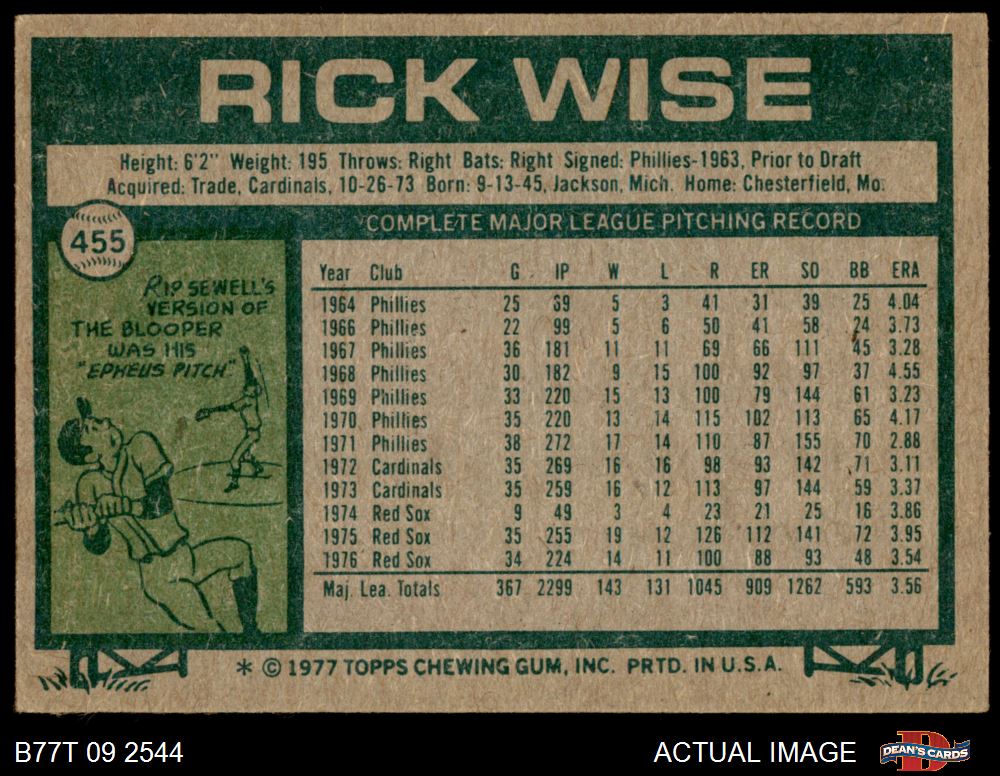 RICK WISE
Height: 6'2" Weight: 195 Throws: Right Bats: Right Signed: Phillies-1963, Prior to Draft
Acquired: Trade, Cardinals, 10-26-73 Born: 9-13-45, Jackson, Mich. Home: Chesterfield, Mo.
455
COMPLETE MAJOR LEAGUE PITCHING RECORD
RIP SEWELL'S
VERSION OF
THE BLOOPER
WAS HIS
"EPHEUS PITCH"
Year Club G IP W L R ER SO BB ERA
1964 Phillies 25 69 5 3 41 31 39 25 4.04
1966 Phillies 22 99 5 6 50 41 58 24 3.73
1967 Phillies 36 181 11 11 69 66 111 45 3.28
1968 Phillies 30 182 9 15 100 92 97 37 4.55
1969 Phillies 33 220 15 13 100 79 144 61 3.23
1970 Phillies 35 220 13 14 115 102 113 65 4.17
1971 Phillies 38 272 17 14 110 87 155 70 2.88
1972 Cardinals 35 269 16 16 98 93 142 71 3.11
1973 Cardinals 35 259 16 12 113 97 144 59 3.37
1974 Red Sox 9 49 3 4 23 21 25 16 3.86
1975 Red Sox 35 255 19 12 126 112 141 72 3.95
1976 Red Sox 34 224 14 11 100 88 93 48 3.54
Maj. Lea. Totals 367 2299 143 131 1045 909 1262 593 3.56
* © 1977 TOPPS CHEWING GUM, INC. PRTD. IN U.S.A.
B77T 09 2544
ACTUAL IMAGE
D
DEAN'S CARDS